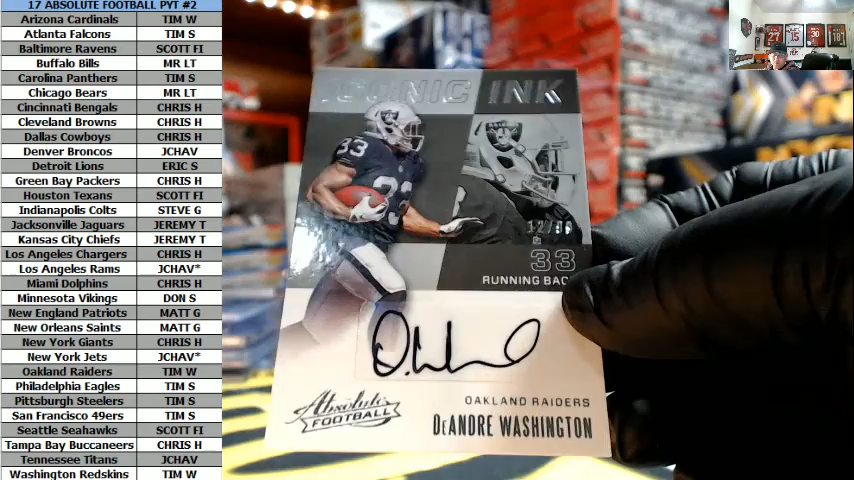 17 ABSOLUTE FOOTBALL PYT #2
Arizona Cardinals TIM W
Atlanta Falcons TIM S
Baltimore Ravens SCOTT FI
Buffalo Bills MR LT
Carolina Panthers TIM S
Chicago Bears MR LT
Cincinnati Bengals CHRIS H
Cleveland Browns CHRIS H
Dallas Cowboys CHRIS H
Denver Broncos JCHAV
Detroit Lions ERIC S
Green Bay Packers CHRIS H
Houston Texans SCOTT FI
Indianapolis Colts STEVE G
Jacksonville Jaguars JEREMY T
Kansas City Chiefs JEREMY T
Los Angeles Chargers CHRIS H
Los Angeles Rams JCHAV*
Miami Dolphins CHRIS H
Minnesota Vikings DON S
New England Patriots MATT G
New Orleans Saints MATT G
New York Giants CHRIS H
New York Jets JCHAV*
Oakland Raiders TIM W
Philadelphia Eagles TIM S
Pittsburgh Steelers TIM S
San Francisco 49ers TIM S
Seattle Seahawks SCOTT FI
Tampa Bay Buccaneers CHRIS H
Tennessee Titans JCHAV
Washington Redskins TIM W
ICONIC INK
33
33
33
RUNNING BACK
OAKLAND RAIDERS
DeANDRE WASHINGTON
Absolute
FOOTBALL
27
15
30